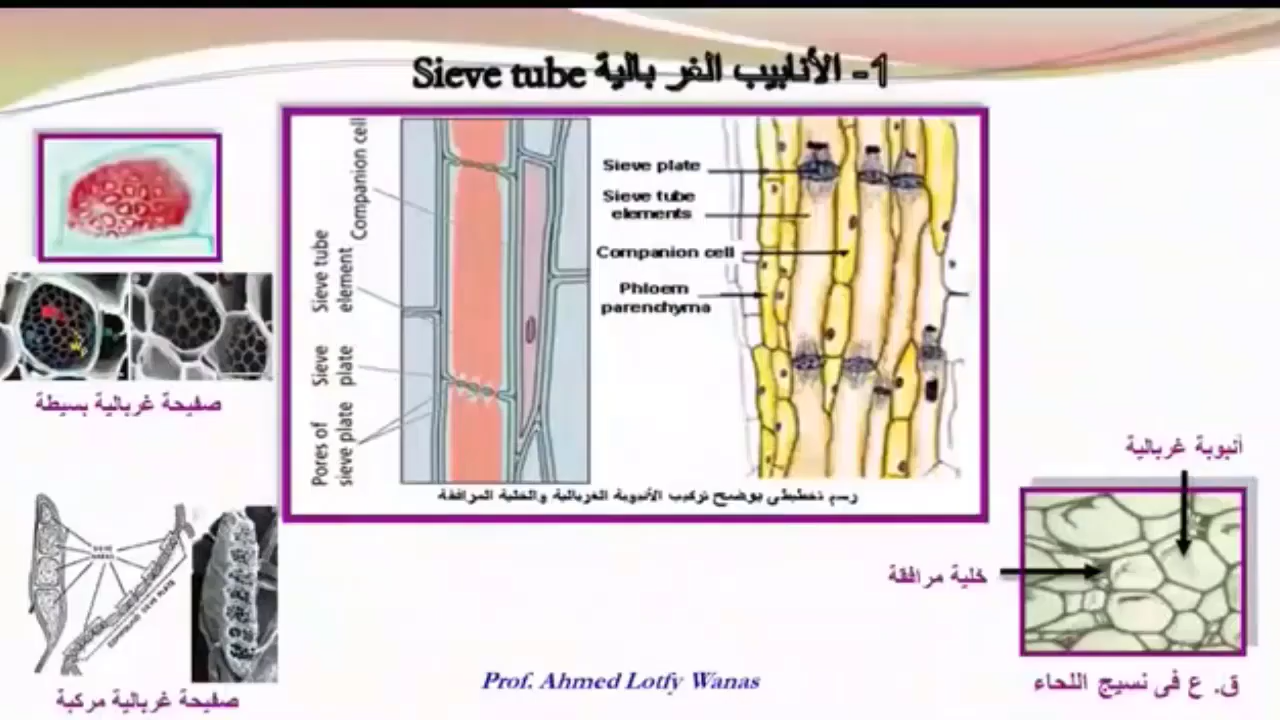 1- الأنابيب الغربالية Sieve tube
Companion cell
Sieve tube
element
Sieve
plate
Pores of
sieve plate
Sieve plate
Sieve tube
elements
Companion cell
Phloem
parenchyma
رسم تخطيطي يوضح تركيب الأنبوبة الغربالية والخلية المرافقة
صفيحة غربالية بسيطة
صفيحة غربالية مركبة
أنبوبة غربالية
خلية مرافقة
ق. ع فى نسيج اللحاء
Prof. Ahmed Lotfy Wanas